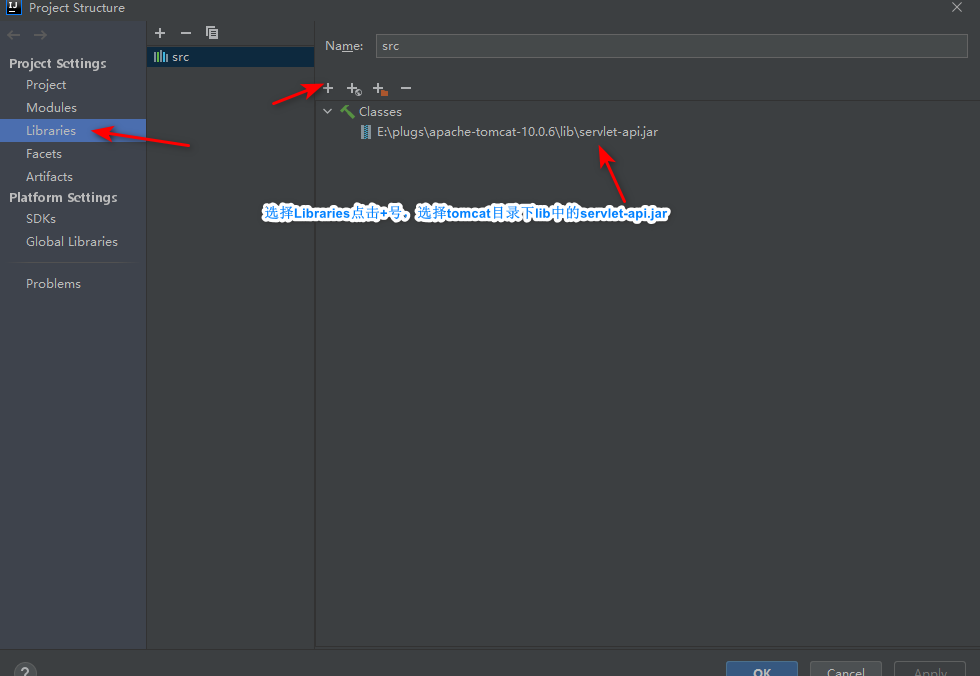 Project Structure
Project Settings
Project
Modules
Libraries
Facets
Artifacts
Platform Settings
SDKs
Global Libraries
Problems
src
Name: src
Classes
E:\plugs\apache-tomcat-10.0.6\lib\servlet-api.jar
选择Libraries点击+号，选择tomcat目录下lib中的servlet-api.jar
?
OK Cancel Apply